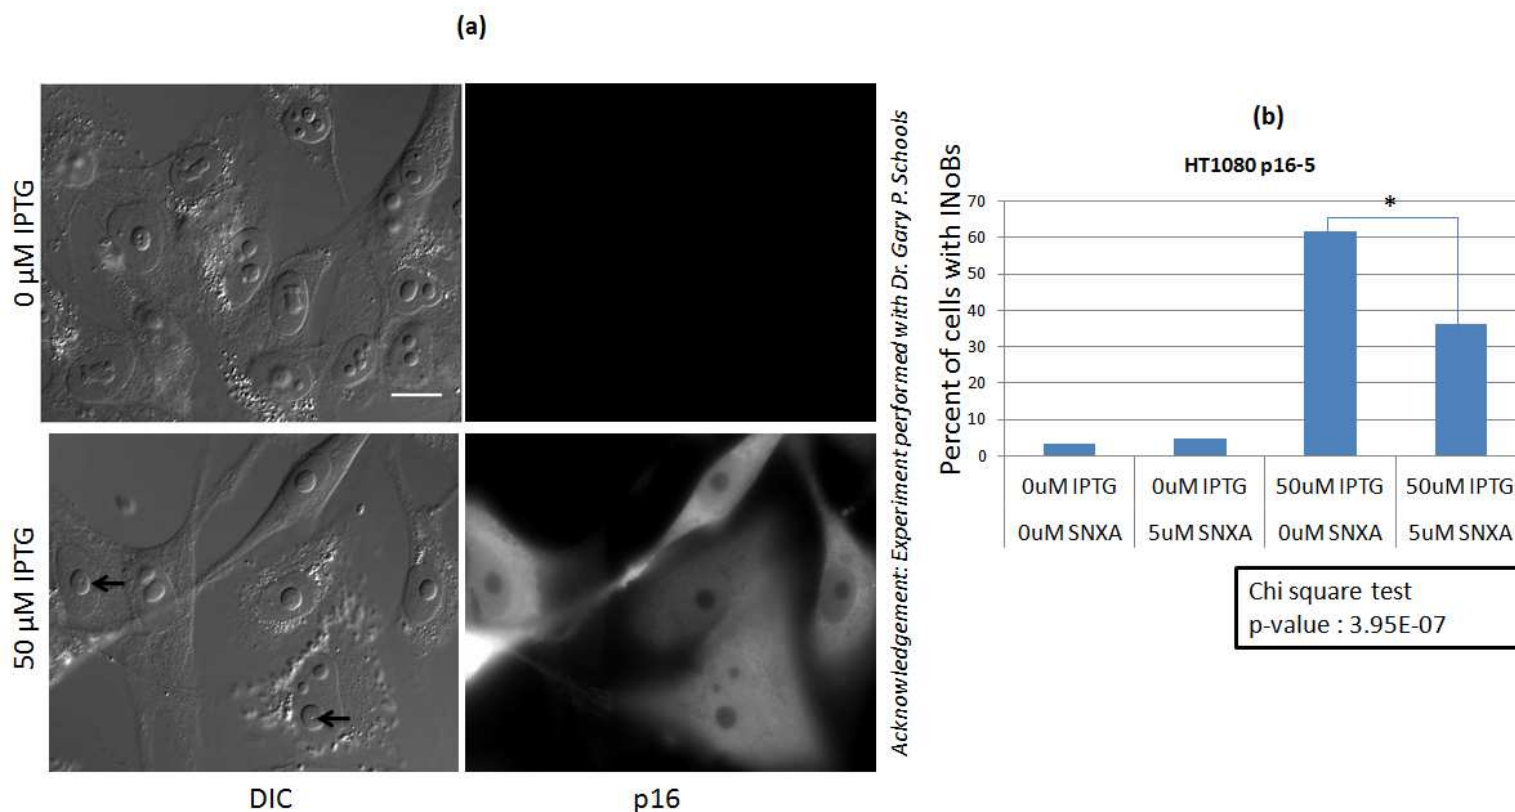 (a)
0 µM IPTG
50 µM IPTG
DIC
p16
Acknowledgement: Experiment performed with Dr. Gary P. Schools
(b)
HT1080 p16-5
Percent of cells with INoBs
70
60
50
40
30
20
10
0
*
0uM IPTG 0uM IPTG 50uM IPTG 50uM IPTG
0uM SNXA 5uM SNXA 0uM SNXA 5uM SNXA
Chi square test
p-value : 3.95E-07